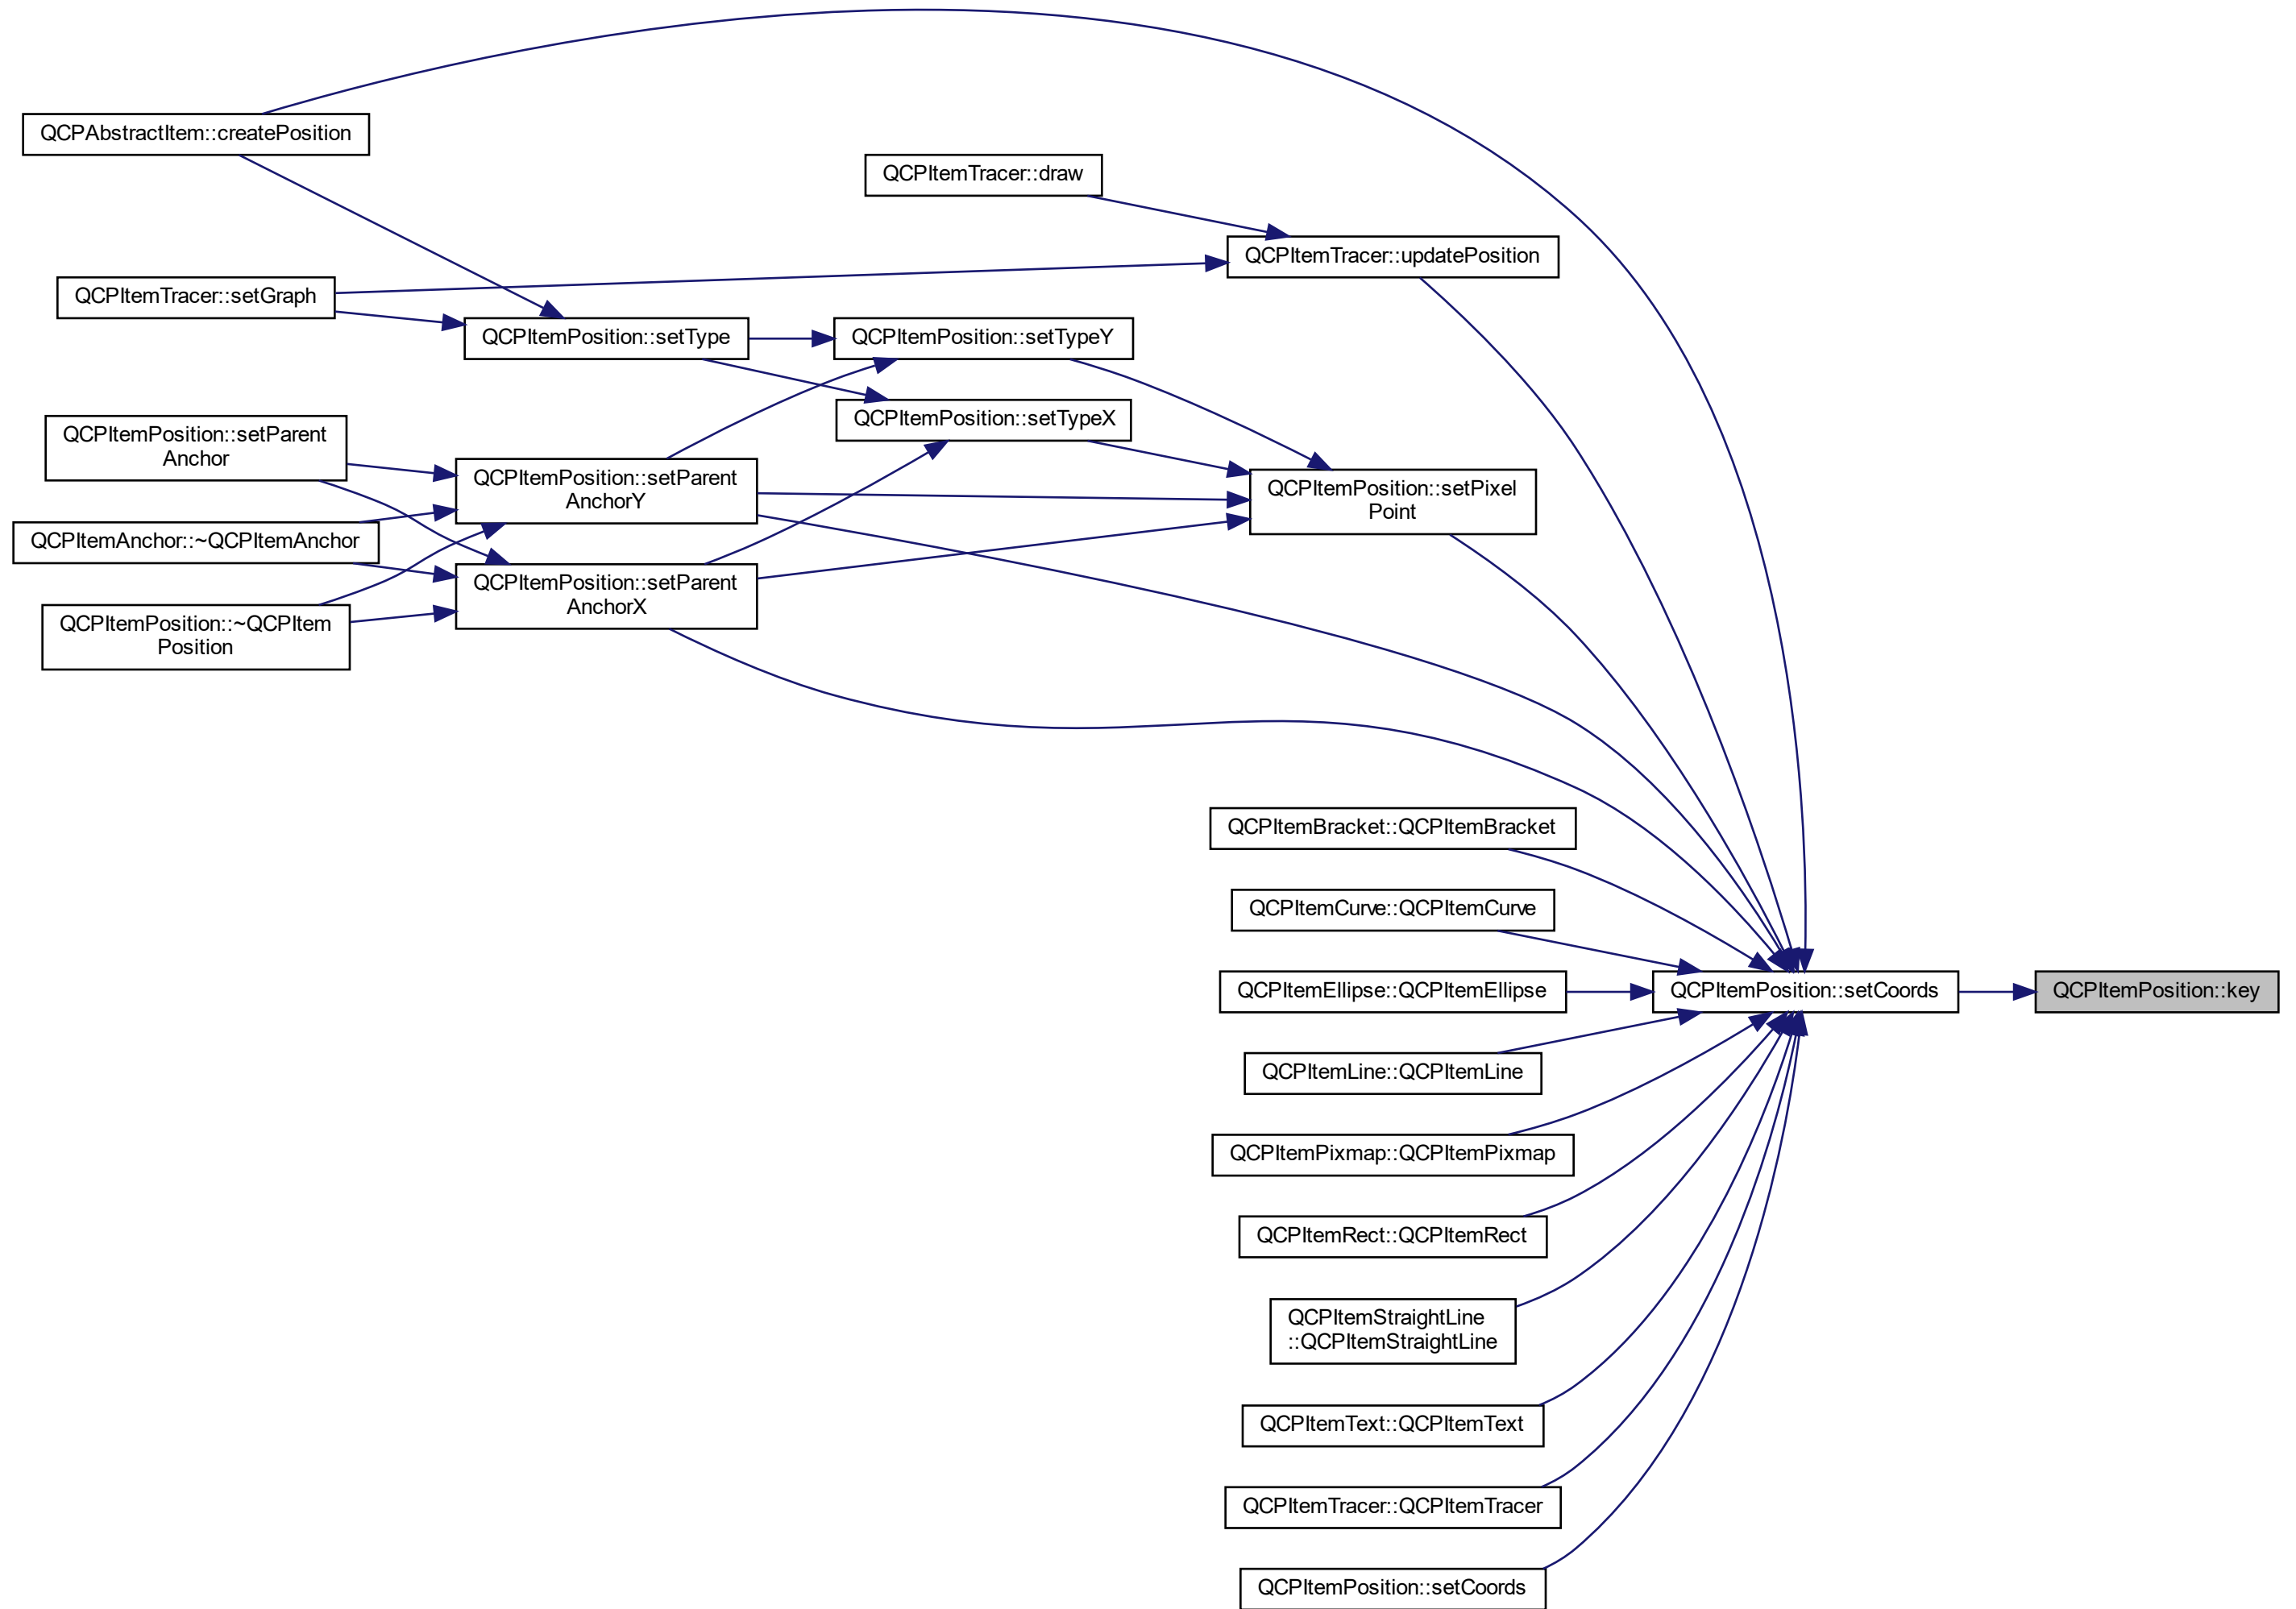 QCPAbstractItem::createPosition
QCPItemTracer::draw
QCPItemTracer::updatePosition
QCPItemTracer::setGraph
QCPItemPosition::setType
QCPItemPosition::setTypeY
QCPItemPosition::setTypeX
QCPItemPosition::setParent
Anchor
QCPItemPosition::setParent
AnchorY
QCPItemPosition::setPixel
Point
QCPItemAnchor::~QCPItemAnchor
QCPItemPosition::setParent
AnchorX
QCPItemPosition::~QCPItem
Position
QCPItemBracket::QCPItemBracket
QCPItemCurve::QCPItemCurve
QCPItemEllipse::QCPItemEllipse
QCPItemPosition::setCoords
QCPItemPosition::key
QCPItemLine::QCPItemLine
QCPItemPixmap::QCPItemPixmap
QCPItemRect::QCPItemRect
QCPItemStraightLine
::QCPItemStraightLine
QCPItemText::QCPItemText
QCPItemTracer::QCPItemTracer
QCPItemPosition::setCoords